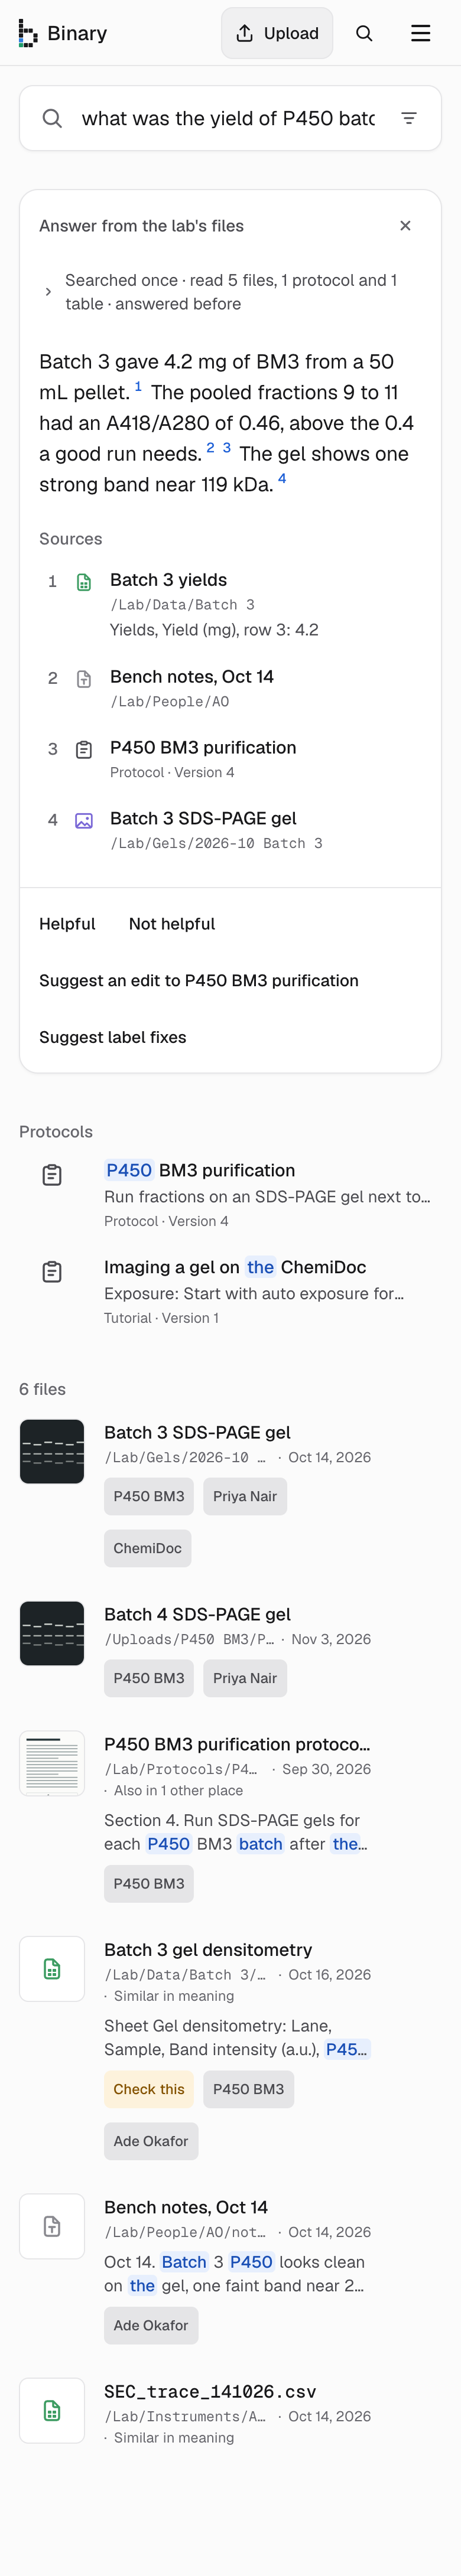 Binary
Upload
what was the yield of P450 batc
Answer from the lab's files
Searched once · read 5 files, 1 protocol and 1
table · answered before
Batch 3 gave 4.2 mg of BM3 from a 50
mL pellet. 1 The pooled fractions 9 to 11
had an A418/A280 of 0.46, above the 0.4
a good run needs. 2 3 The gel shows one
strong band near 119 kDa. 4
Sources
1 Batch 3 yields
/Lab/Data/Batch 3
Yields, Yield (mg), row 3: 4.2
2 Bench notes, Oct 14
/Lab/People/AO
3 P450 BM3 purification
Protocol · Version 4
4 Batch 3 SDS-PAGE gel
/Lab/Gels/2026-10 Batch 3
Helpful Not helpful
Suggest an edit to P450 BM3 purification
Suggest label fixes
Protocols
P450 BM3 purification
Run fractions on an SDS-PAGE gel next to...
Protocol · Version 4
Imaging a gel on the ChemiDoc
Exposure: Start with auto exposure for...
Tutorial · Version 1
6 files
Batch 3 SDS-PAGE gel
/Lab/Gels/2026-10 … · Oct 14, 2026
P450 BM3 Priya Nair
ChemiDoc
Batch 4 SDS-PAGE gel
/Uploads/P450 BM3/P… · Nov 3, 2026
P450 BM3 Priya Nair
P450 BM3 purification protoco...
/Lab/Protocols/P4… · Sep 30, 2026
· Also in 1 other place
Section 4. Run SDS-PAGE gels for
each P450 BM3 batch after the...
P450 BM3
Batch 3 gel densitometry
/Lab/Data/Batch 3/… · Oct 16, 2026
· Similar in meaning
Sheet Gel densitometry: Lane,
Sample, Band intensity (a.u.), P45...
Check this P450 BM3
Ade Okafor
Bench notes, Oct 14
/Lab/People/AO/not… · Oct 14, 2026
Oct 14. Batch 3 P450 looks clean
on the gel, one faint band near 2...
Ade Okafor
SEC_trace_141026.csv
/Lab/Instruments/A… · Oct 14, 2026
· Similar in meaning